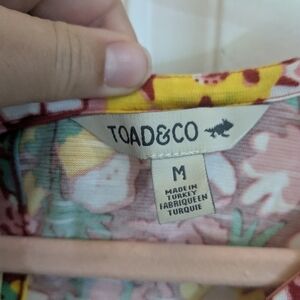 TOAD&CO
M
MADE IN
TURKEY
FABRIQUEEN
TURQUIE